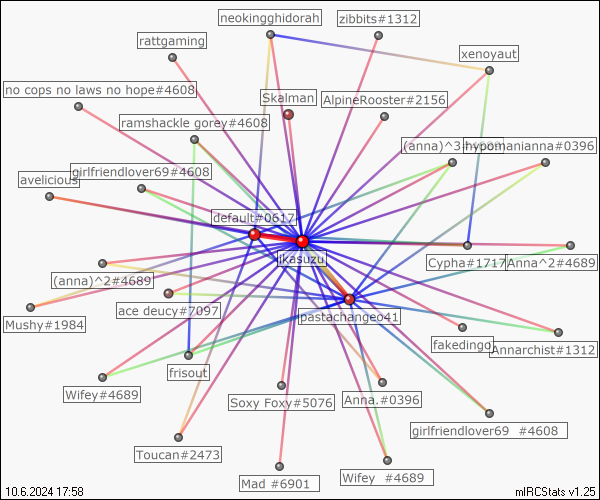 neokingghidorah
zibbits#1312
rattgaming
xenoyaut
no cops no laws no hope#4608
Skalman
AlpineRooster#2156
ramshackle gorey#4608
(anna)^3
hypomanianna#0396
girlfriendlover69#4608
avelicious
default#0617
ikasuzu
Cypha#1717
Anna^2#4689
(anna)^2#4689
ace deucy#7097
pastachangeo41
Mushy#1984
fakedingo
Annarchist#1312
frisout
Wifey#4689
Soxy Foxy#5076
Anna.#0396
girlfriendlover69 #4608
Toucan#2473
Mad #6901
Wifey #4689
10.6.2024 17:58
mIRCStats v1.25